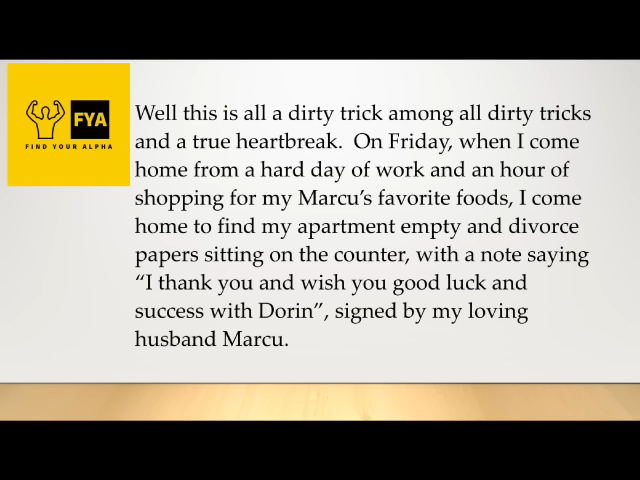 FYA
FIND YOUR ALPHA
Well this is all a dirty trick among all dirty tricks
and a true heartbreak.  On Friday, when I come
home from a hard day of work and an hour of
shopping for my Marcu’s favorite foods, I come
home to find my apartment empty and divorce
papers sitting on the counter, with a note saying
“I thank you and wish you good luck and
success with Dorin”, signed by my loving
husband Marcu.